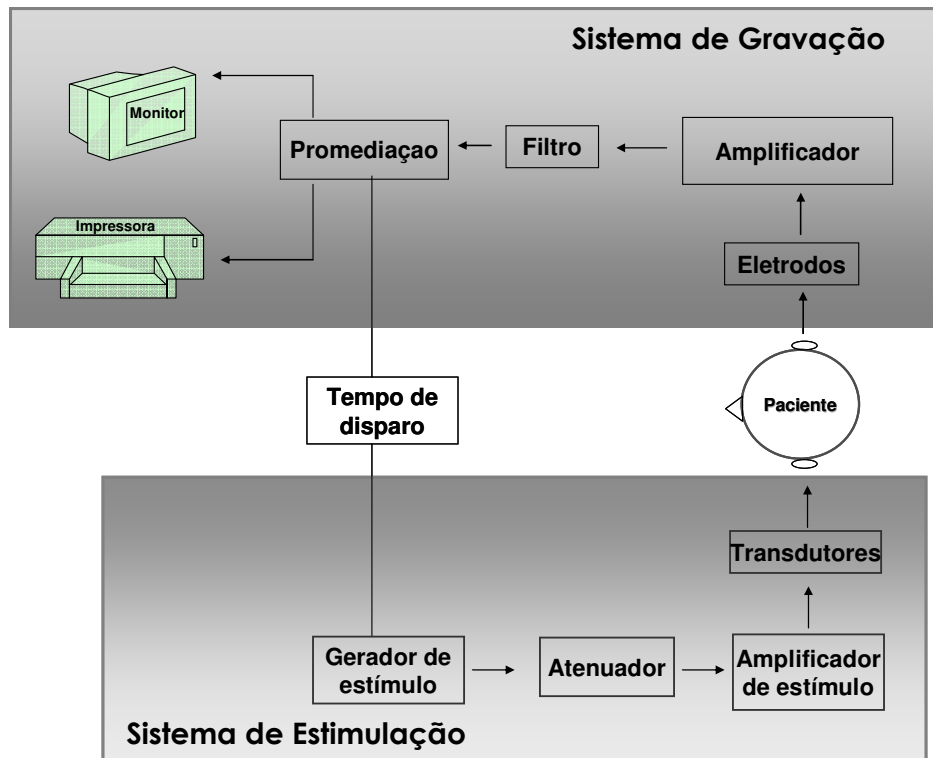 Sistema de Gravação
Monitor
Promediaçao
Filtro
Amplificador
Impressora
Eletrodos
Tempo de
disparo
Paciente
Transdutores
Gerador de
estímulo
Atenuador
Amplificador
de estímulo
Sistema de Estimulação